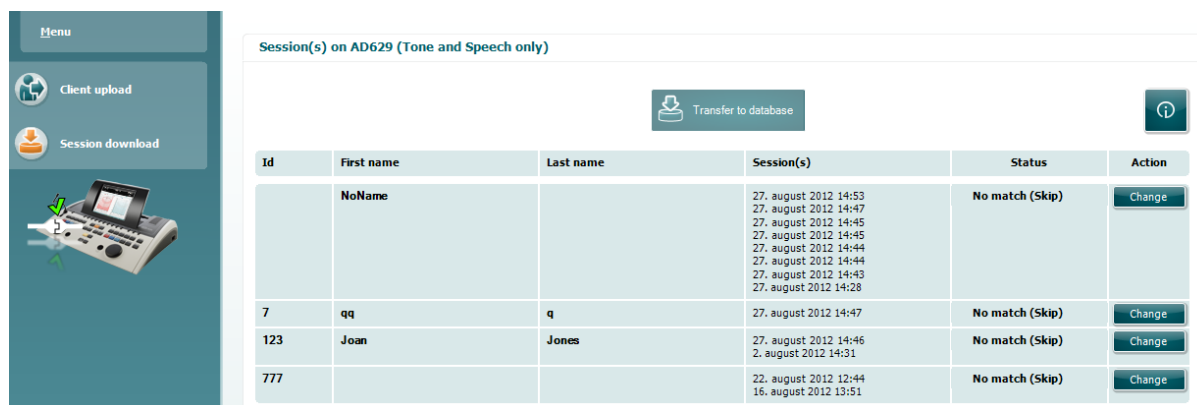 Menu
Client upload
Session download
Session(s) on AD629 (Tone and Speech only)
Transfer to database
Id First name Last name Session(s) Status Action
NoName 27. august 2012 14:53 No match (Skip) Change
27. august 2012 14:47
27. august 2012 14:45
27. august 2012 14:45
27. august 2012 14:44
27. august 2012 14:44
27. august 2012 14:43
27. august 2012 14:28
7 qq q 27. august 2012 14:47 No match (Skip) Change
123 Joan Jones 27. august 2012 14:46 No match (Skip) Change
2. august 2012 14:31
777 22. august 2012 12:44 No match (Skip) Change
16. august 2012 13:51